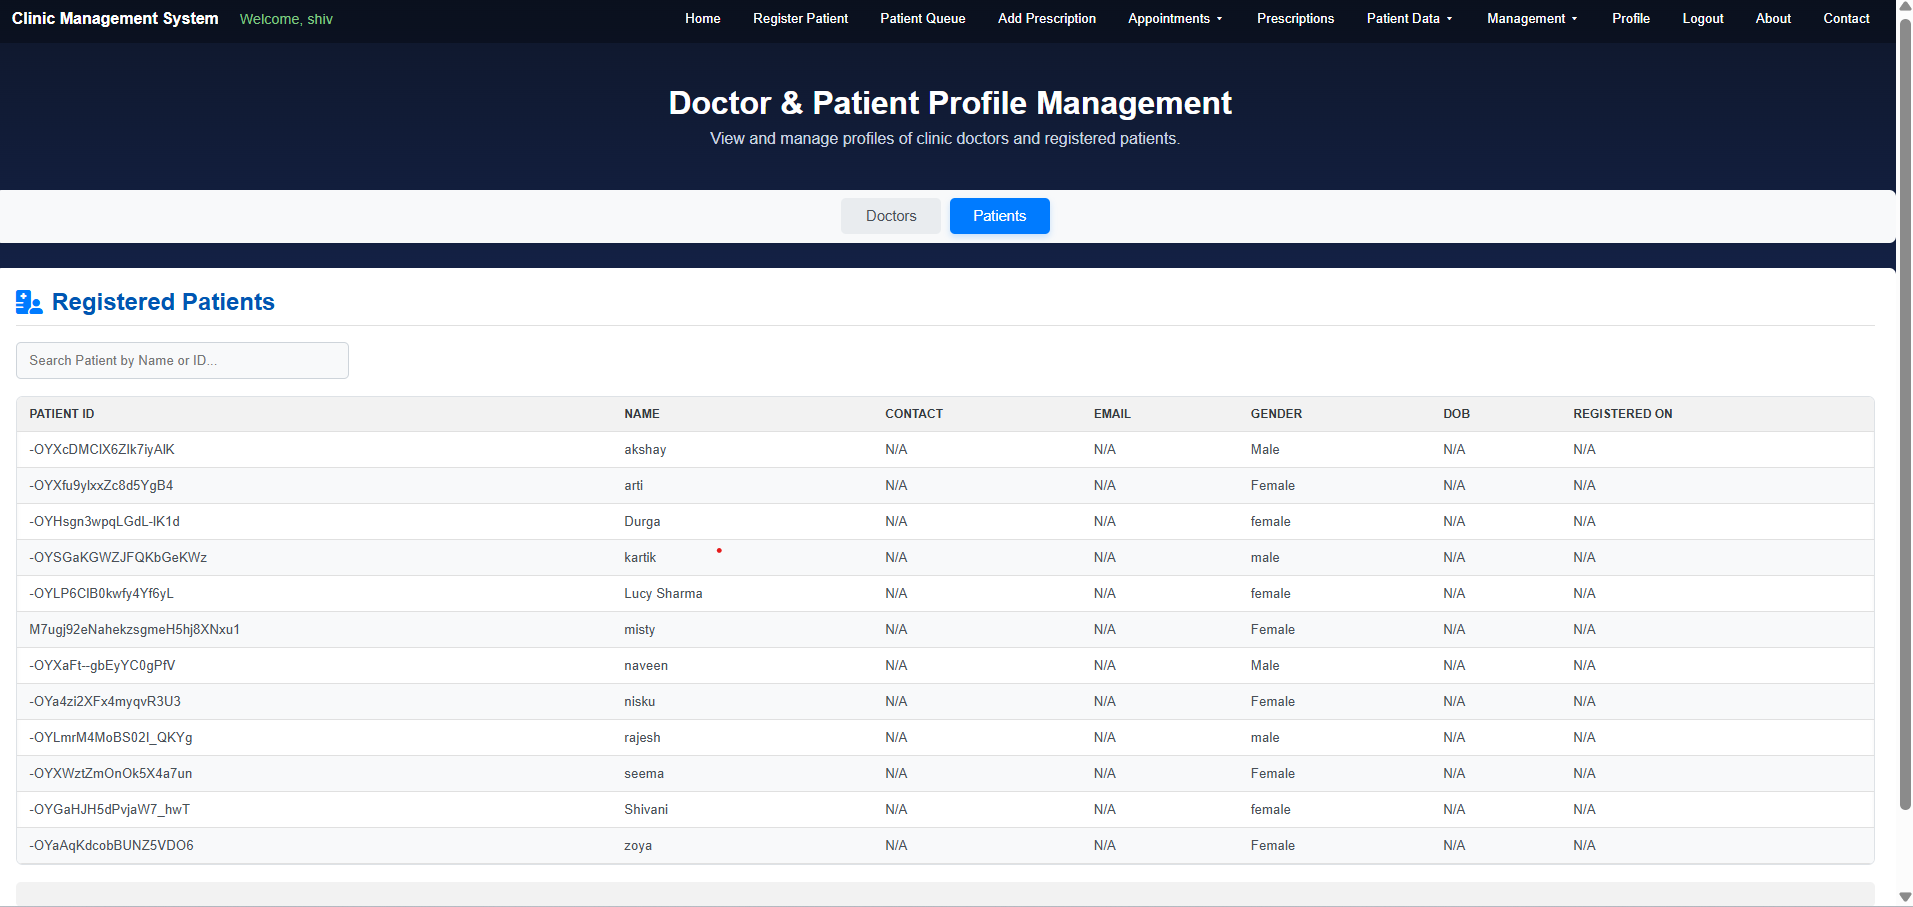 Clinic Management System Welcome, shiv Home Register Patient Patient Queue Add Prescription Appointments Prescriptions Patient Data Management Profile Logout About Contact
Doctor & Patient Profile Management
View and manage profiles of clinic doctors and registered patients.
Doctors Patients
Registered Patients
Search Patient by Name or ID...
PATIENT ID NAME CONTACT EMAIL GENDER DOB REGISTERED ON
-OYXcDMCIX6ZIk7iyAIK akshay N/A N/A Male N/A N/A
-OYXfu9ylxxZc8d5YgB4 arti N/A N/A Female N/A N/A
-OYHsgn3wpqLGdL-IK1d Durga N/A N/A female N/A N/A
-OYSGaKGWZJFQKbGeKWz kartik N/A N/A male N/A N/A
-OYLP6CIB0kwfy4Yf6yL Lucy Sharma N/A N/A female N/A N/A
M7ugj92eNahekzsgmeH5hj8XNxu1 misty N/A N/A Female N/A N/A
-OYXaFt--gbEyYC0gPfV naveen N/A N/A Male N/A N/A
-OYa4zi2XFx4myqvR3U3 nisku N/A N/A Female N/A N/A
-OYLmrM4MoBS02I_QKYg rajesh N/A N/A male N/A N/A
-OYXWztZmOnOk5X4a7un seema N/A N/A Female N/A N/A
-OYGaHJH5dPvjaW7_hwT Shivani N/A N/A female N/A N/A
-OYaAqKdcobBUNZ5VDO6 zoya N/A N/A Female N/A N/A